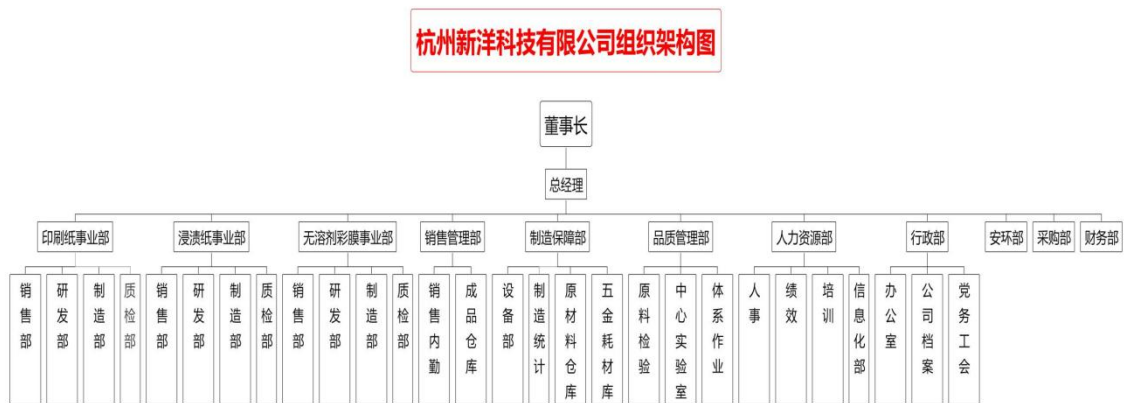 杭州新洋科技有限公司组织架构图
董事长
总经理
印刷纸事业部
浸渍纸事业部
无溶剂彩膜事业部
销售管理部
制造保障部
品质管理部
人力资源部
行政部
安环部
采购部
财务部
销售部
研发部
制造部
质检部
销售部
研发部
制造部
质检部
销售部
研发部
制造部
质检部
销售内勤
成品仓库
设备部
制造统计
原材料仓库
五金耗材库
原料检验
中心实验室
体系作业
人事
绩效
培训
信息化部
办公室
公司档案
党务工会